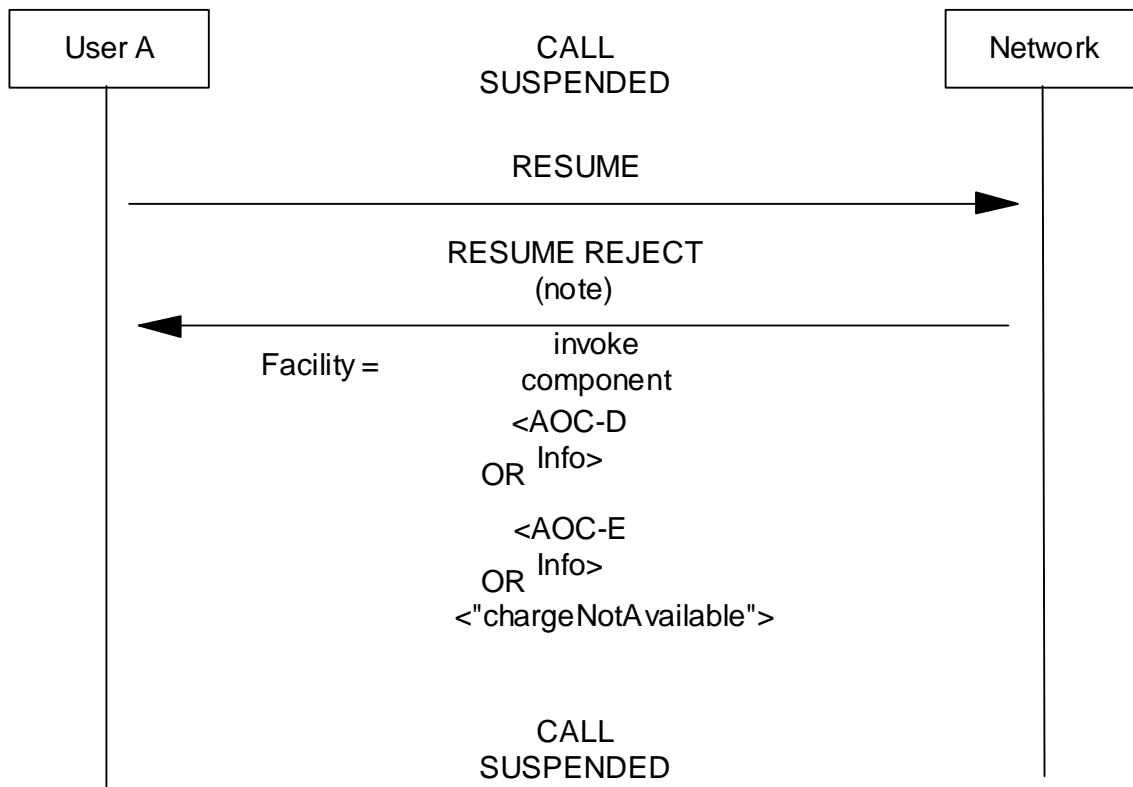 User A
CALL
SUSPENDED
Network
RESUME
RESUME REJECT
(note)
Facility =
invoke
component
<AOC-D
Info>
OR
<AOC-E
Info>
OR
<"chargeNotAvailable">
CALL
SUSPENDED